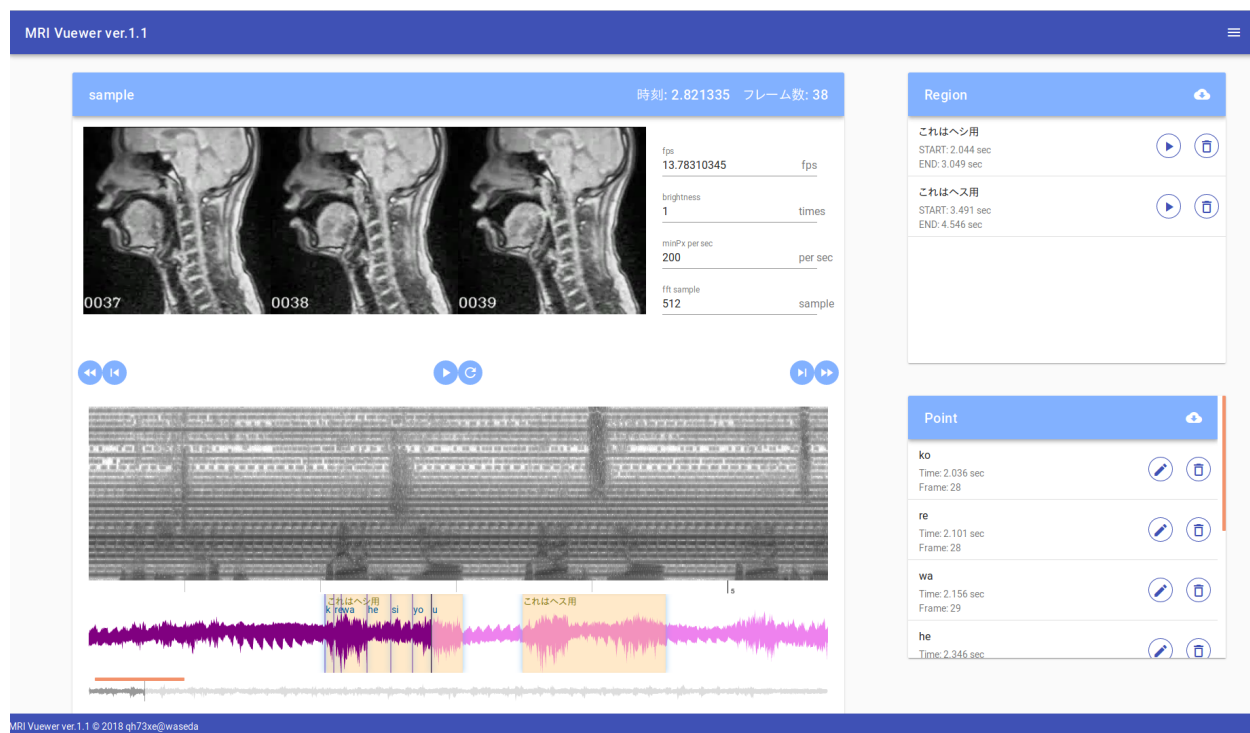 MRI Vuewer ver.1.1
sample
時刻: 2.821335 フレーム数: 38
0037
0038
0039
fps
13.78310345 fps
brightness
1 times
minPx per sec
200 per sec
fft sample
512 sample
s
これはヘシ用
k re wa he si yo u
これはヘス用
Region
これはヘシ用
START: 2.044 sec
END: 3.049 sec
これはヘス用
START: 3.491 sec
END: 4.546 sec
Point
ko
Time: 2.036 sec
Frame: 28
re
Time: 2.101 sec
Frame: 28
wa
Time: 2.156 sec
Frame: 29
he
Time: 2.346 sec
MRI Vuewer ver.1.1 © 2018 qh73xe@waseda